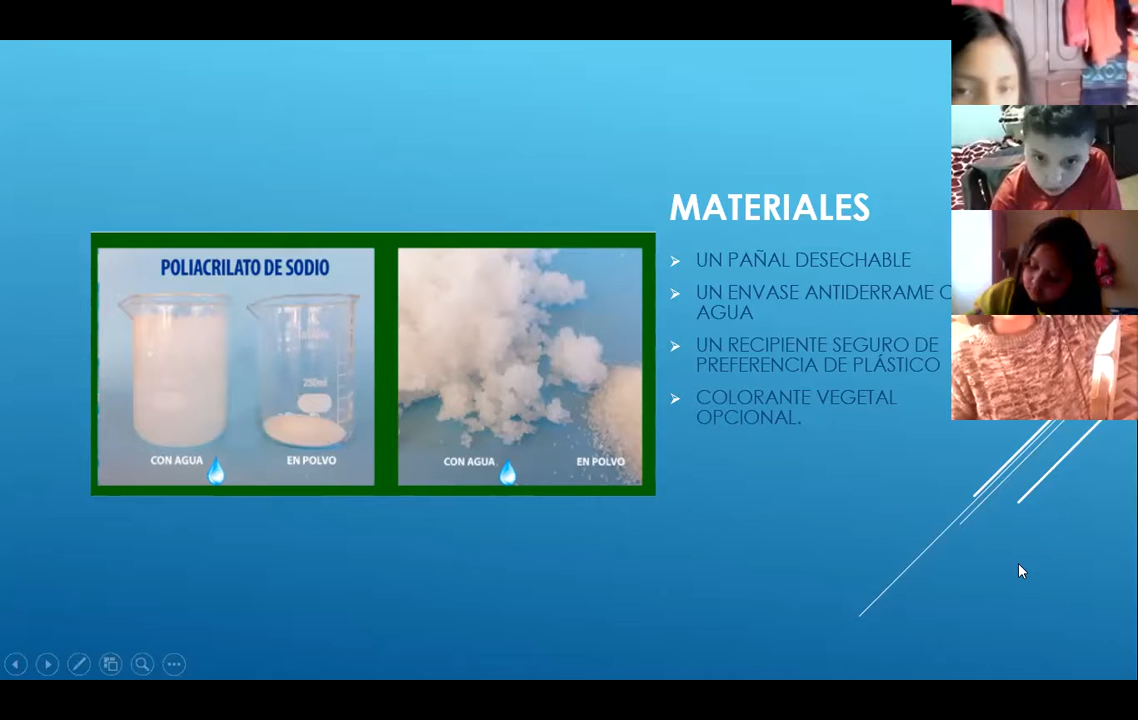 POLIACRILATO DE SODIO
250ml
CON AGUA
EN POLVO
CON AGUA
EN POLVO
MATERIALES
UN PAÑAL DESECHABLE
UN ENVASE ANTIDERRAME
AGUA
UN RECIPIENTE SEGURO DE
PREFERENCIA DE PLÁSTICO
COLORANTE VEGETAL
OPCIONAL.